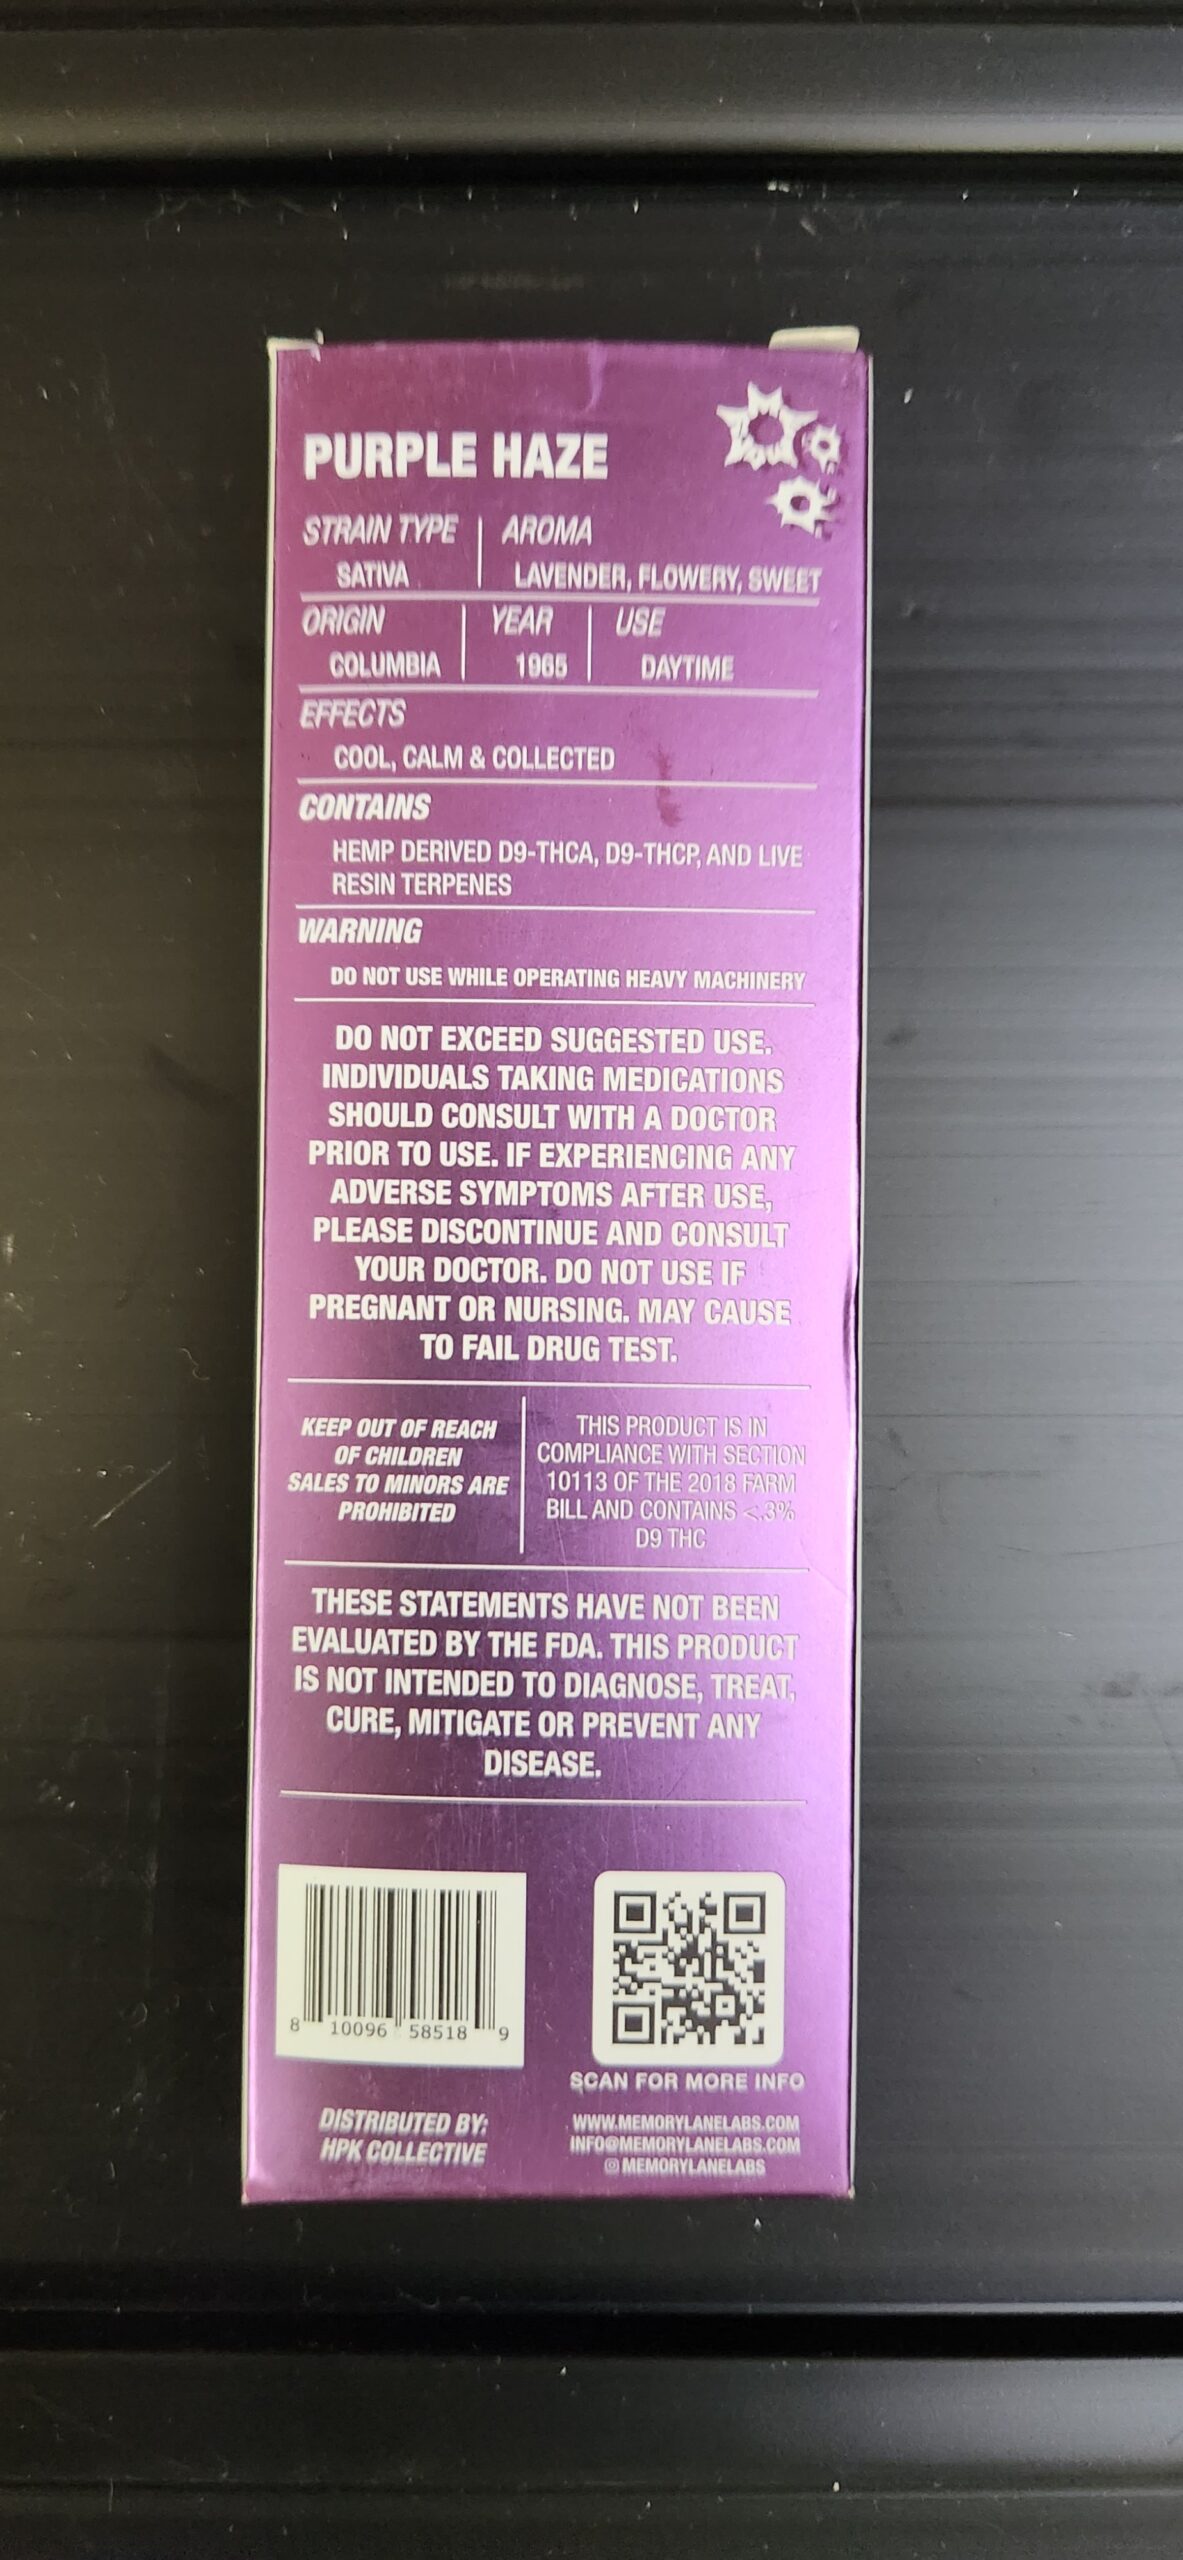 PURPLE HAZE
STRAIN TYPE AROMA
SATIVA LAVENDER, FLOWERY, SWEET
ORIGIN YEAR USE
COLUMBIA 1965 DAYTIME
EFFECTS
COOL, CALM & COLLECTED
CONTAINS
HEMP DERIVED D9-THCA, D9-THCP, AND LIVE
RESIN TERPENES
WARNING
DO NOT USE WHILE OPERATING HEAVY MACHINERY
DO NOT EXCEED SUGGESTED USE.
INDIVIDUALS TAKING MEDICATIONS
SHOULD CONSULT WITH A DOCTOR
PRIOR TO USE. IF EXPERIENCING ANY
ADVERSE SYMPTOMS AFTER USE,
PLEASE DISCONTINUE AND CONSULT
YOUR DOCTOR. DO NOT USE IF
PREGNANT OR NURSING. MAY CAUSE
TO FAIL DRUG TEST.
KEEP OUT OF REACH
OF CHILDREN
SALES TO MINORS ARE
PROHIBITED
THIS PRODUCT IS IN
COMPLIANCE WITH SECTION
10113 OF THE 2018 FARM
BILL AND CONTAINS <.3%
D9 THC
THESE STATEMENTS HAVE NOT BEEN
EVALUATED BY THE FDA. THIS PRODUCT
IS NOT INTENDED TO DIAGNOSE, TREAT,
CURE, MITIGATE OR PREVENT ANY
DISEASE.
8 10096 58518 9
SCAN FOR MORE INFO
DISTRIBUTED BY:
HPK COLLECTIVE
WWW.MEMORYLANELABS.COM
INFO@MEMORYLANELABS.COM
@MEMORYLANELABS